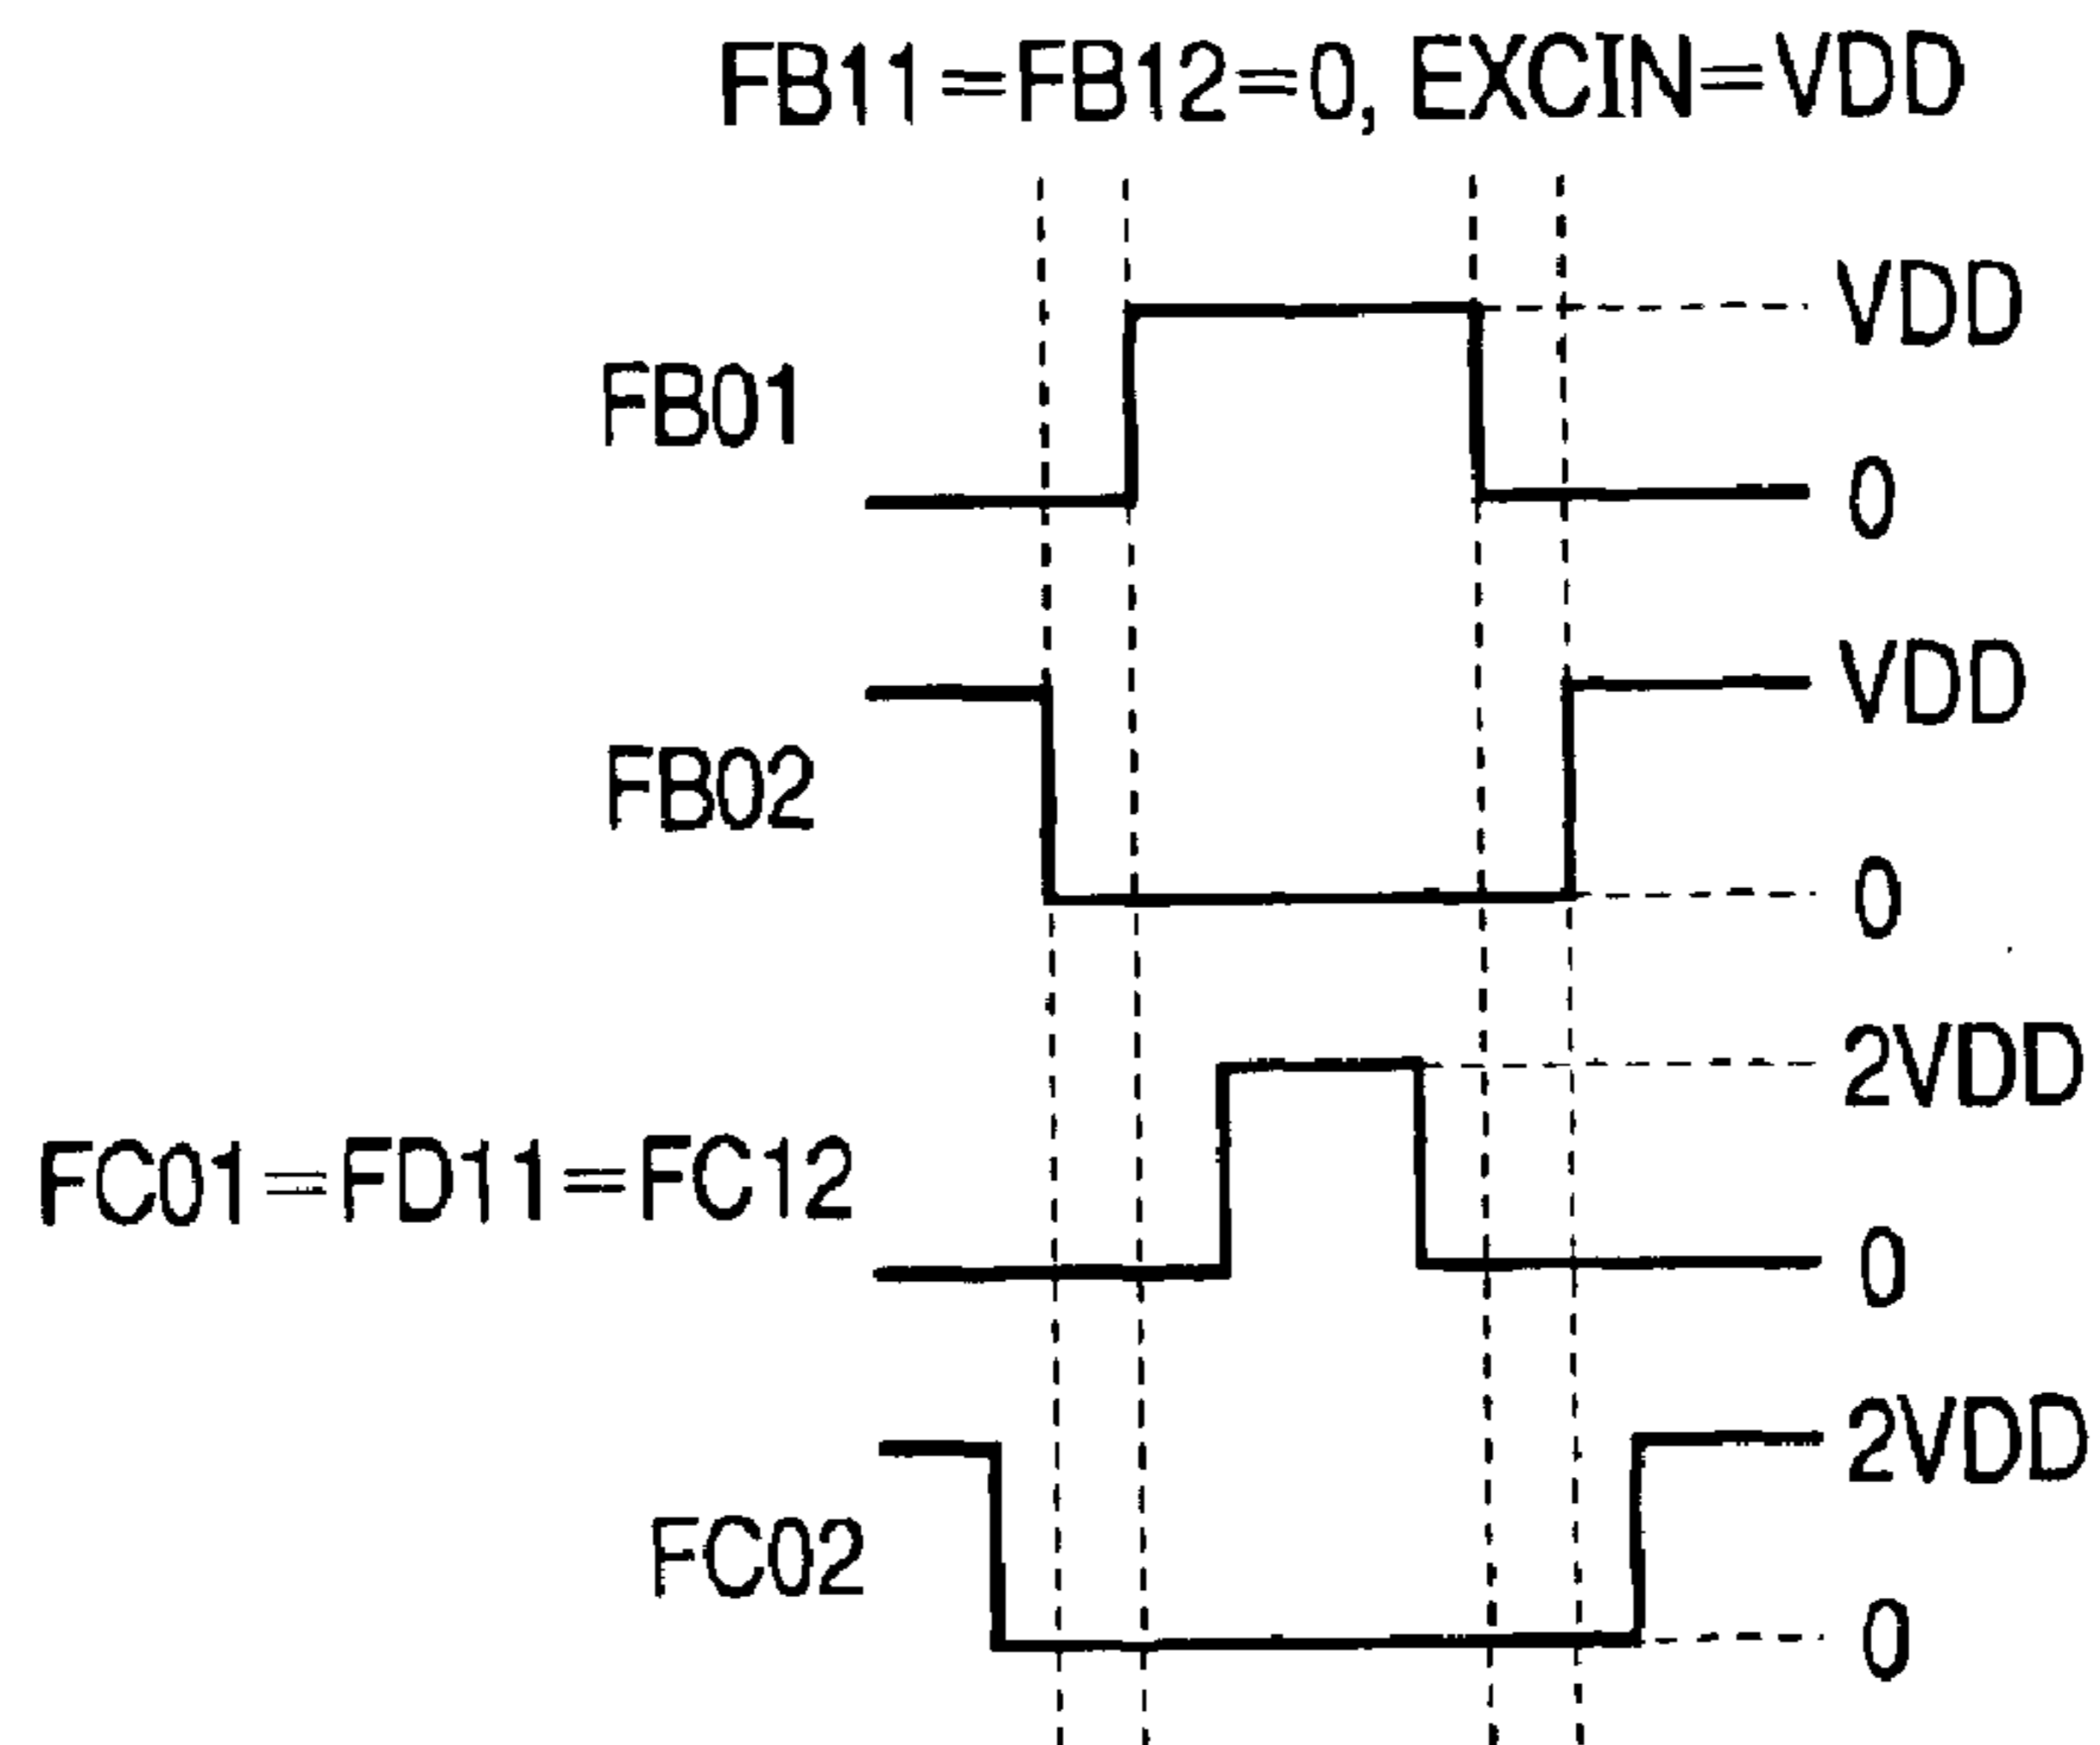 FB11=FB12=0, EXCIN=VDD
VDD
FB01
0
VDD
FB02
0
2VDD
FC01=FD11=FC12
0
2VDD
FC02
0